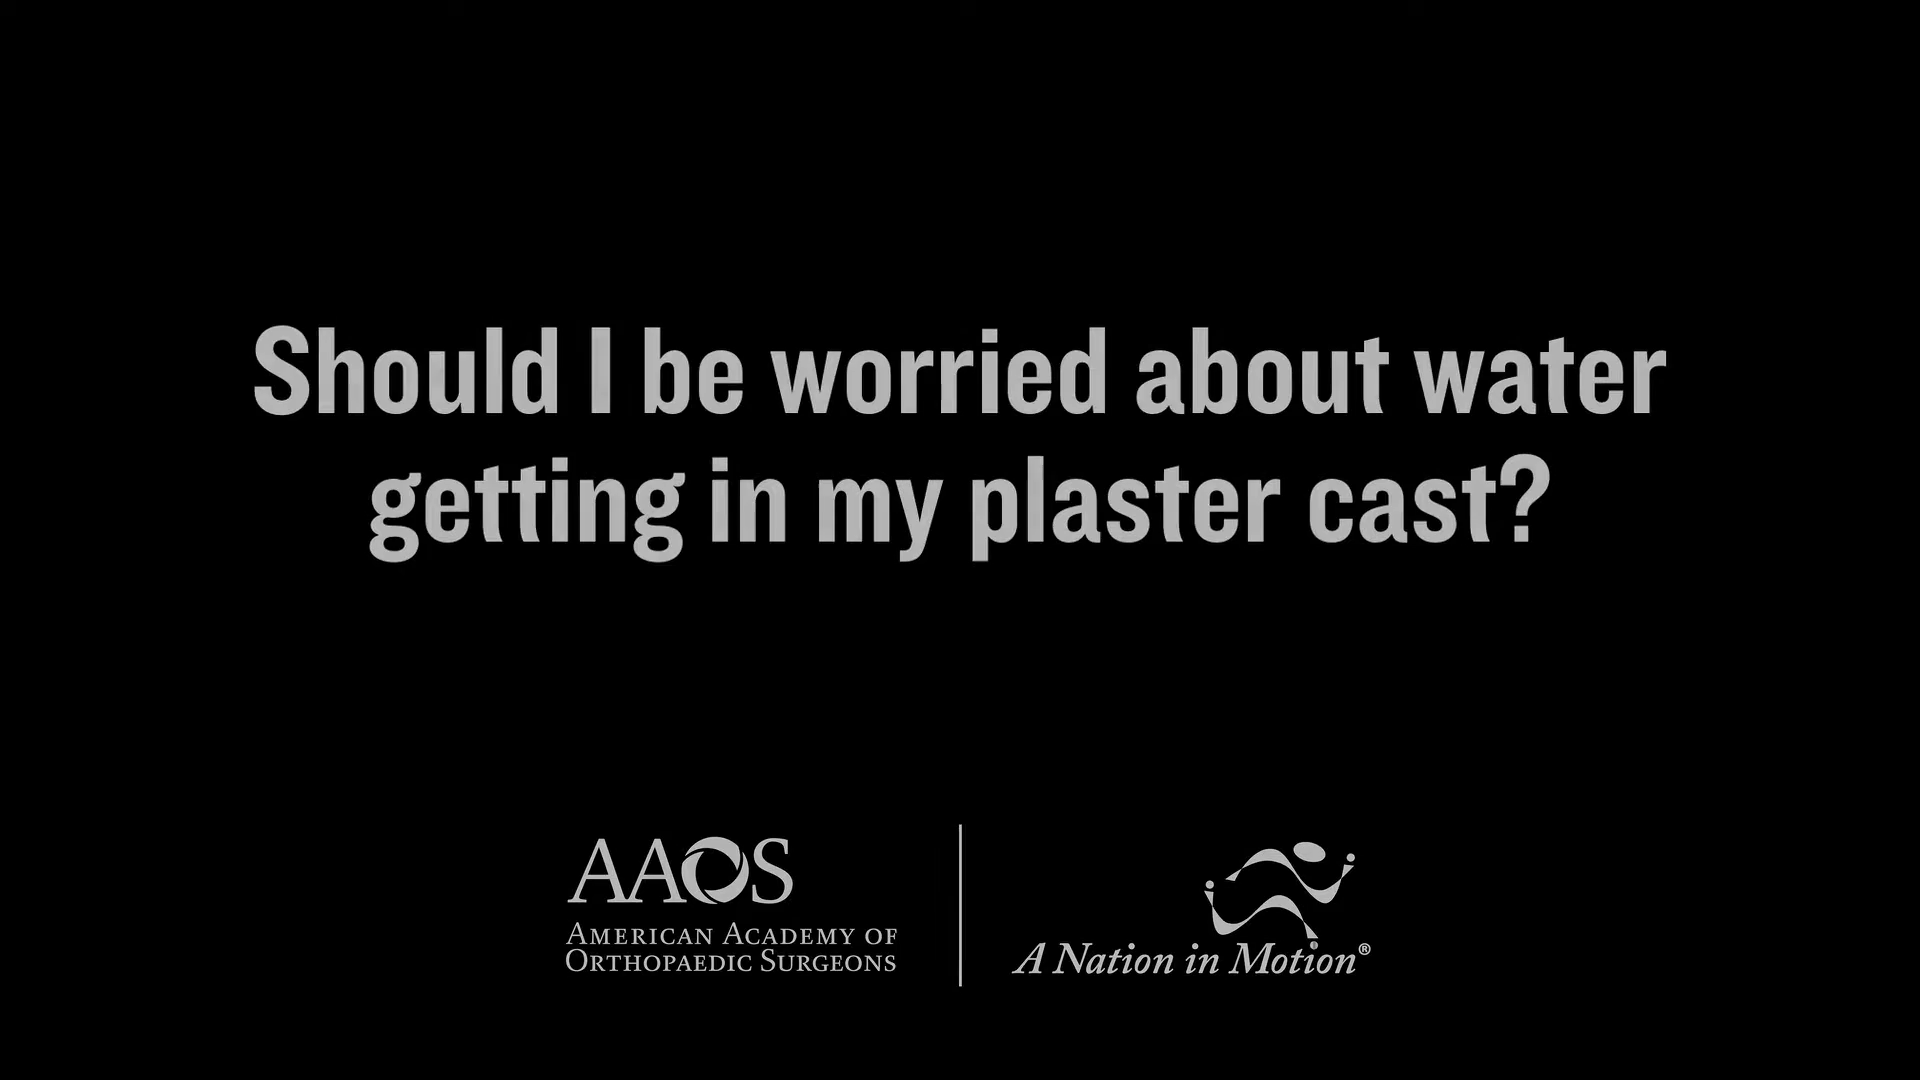 Should I be worried about water
getting in my plaster cast?
AAOS
AMERICAN ACADEMY OF
ORTHOPAEDIC SURGEONS
A Nation in Motion®